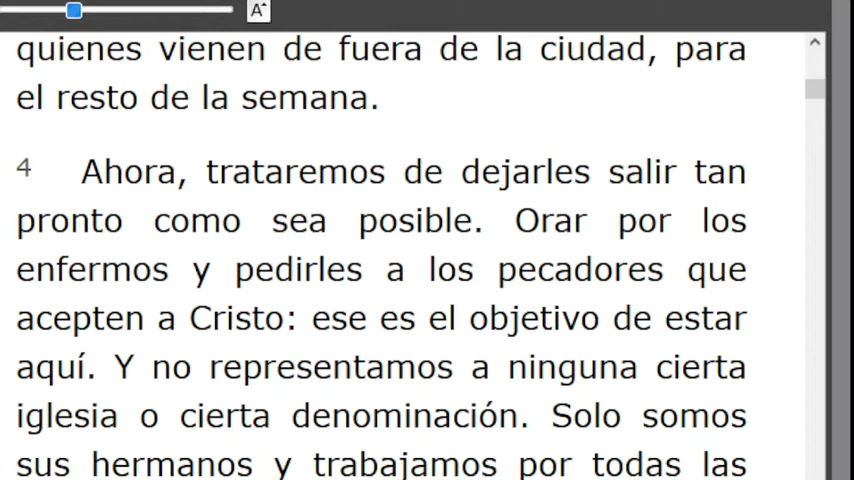 A
quienes vienen de fuera de la ciudad, para
el resto de la semana.
4 Ahora, trataremos de dejarles salir tan
pronto como sea posible. Orar por los
enfermos y pedirles a los pecadores que
acepten a Cristo: ese es el objetivo de estar
aquí. Y no representamos a ninguna cierta
iglesia o cierta denominación. Solo somos
sus hermanos y trabajamos por todas las